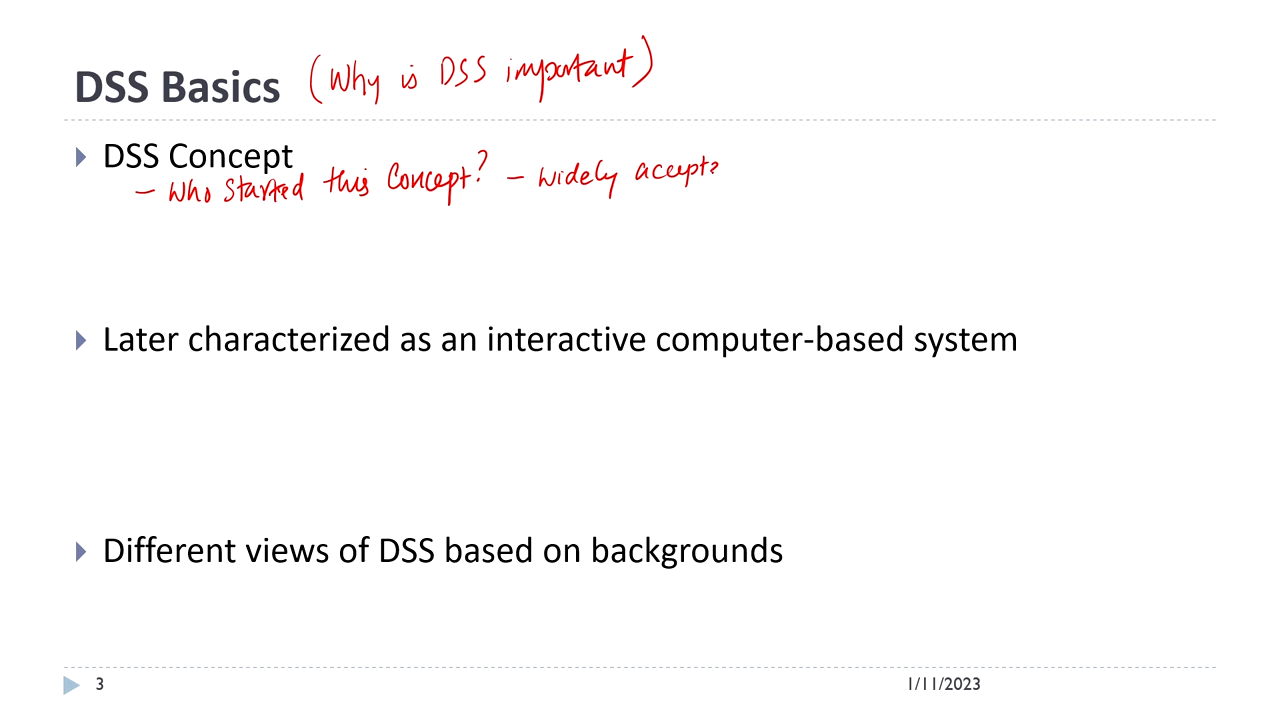 DSS Basics (Why is DSS important)
DSS Concept
- Who started this concept? - widely
Later characterized as an interactive computer-based system
Different views of DSS based on backgrounds
3 1/11/2023